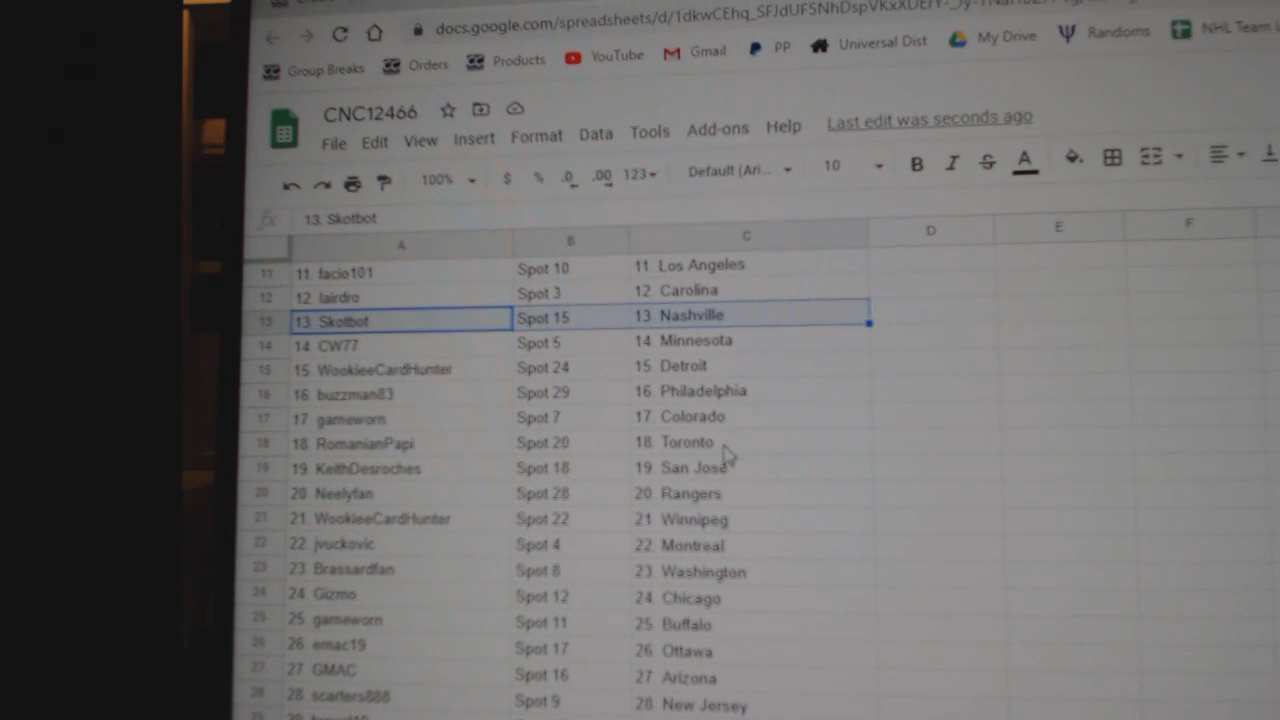 docs.google.com/spreadsheets/d/
Group Breaks Orders Products YouTube Gmail PP Universal Dist My Drive Randoms NHL Team
CNC12466
File Edit View Insert Format Data Tools Add-ons Help Last edit was seconds ago
100% $ % .0 .00 123 Default (Ari... 10 B I S A
fx 13. Skotbot
A B C D E F
11 11. facio101 Spot 10 11. Los Angeles
12 12. lairdro Spot 3 12. Carolina
13 13. Skotbot Spot 15 13. Nashville
14 14. CW77 Spot 5 14. Minnesota
15 15. WookieeCardHunter Spot 24 15. Detroit
16 16. buzzman83 Spot 29 16. Philadelphia
17 17. gameworn Spot 7 17. Colorado
18 18. RomanianPapi Spot 20 18. Toronto
19 19. KeithDesroches Spot 18 19. San Jose
20 20. Neelyfan Spot 28 20. Rangers
21 21. WookieeCardHunter Spot 22 21. Winnipeg
22 22. jvuckovic Spot 4 22. Montreal
23 23. Brassardfan Spot 8 23. Washington
24 24. Gizmo Spot 12 24. Chicago
25 25. gameworn Spot 11 25. Buffalo
26 26. emac19 Spot 17 26. Ottawa
27 27. GMAC Spot 16 27. Arizona
28 28. scarters888 Spot 9 28. New Jersey